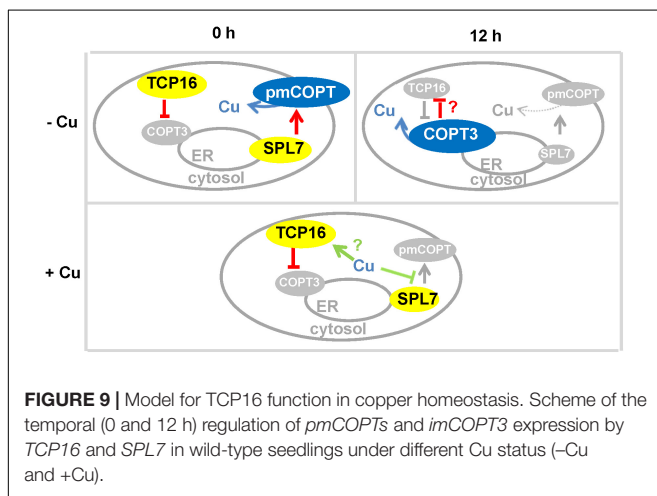 0 h
12 h
- Cu
TCP16
COPT3
Cu
pmCOPT
SPL7
ER
cytosol
TCP16
?
Cu
COPT3
Cu
pmCOPT
SPL7
ER
cytosol
+ Cu
TCP16
?
Cu
COPT3
pmCOPT
SPL7
ER
cytosol
FIGURE 9 | Model for TCP16 function in copper homeostasis. Scheme of the
temporal (0 and 12 h) regulation of pmCOPTs and imCOPT3 expression by
TCP16 and SPL7 in wild-type seedlings under different Cu status (–Cu
and +Cu).